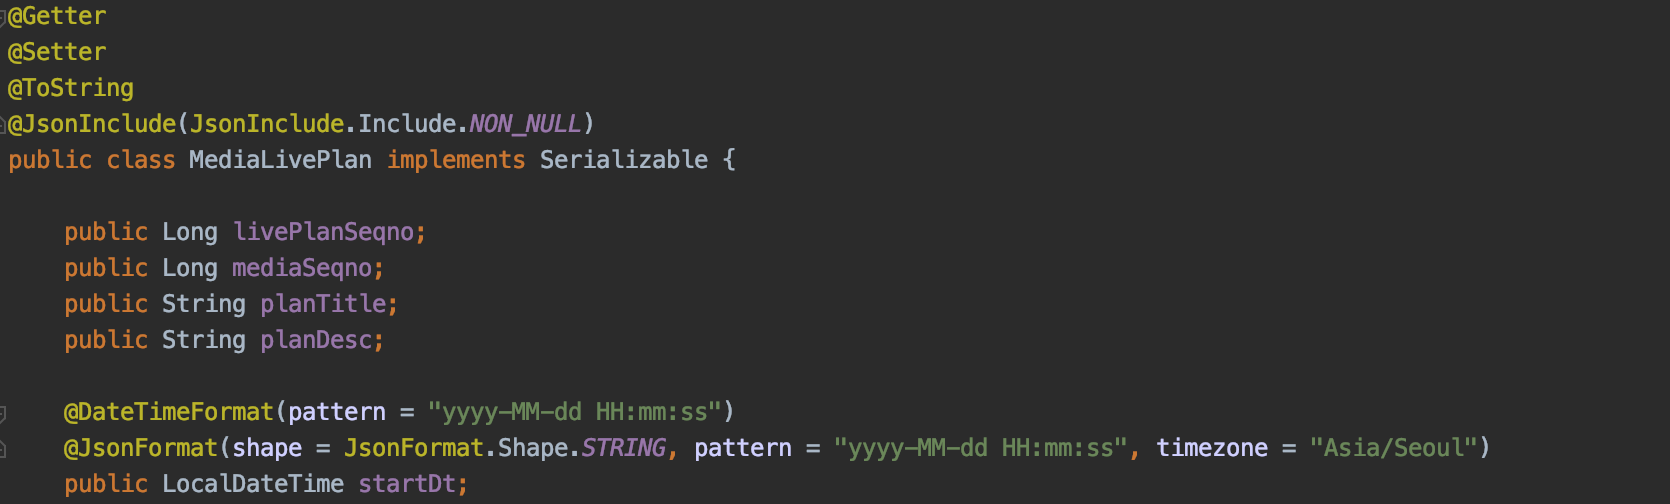 @Getter
@Setter
@ToString
@JsonInclude(JsonInclude.Include.NON_NULL)
public class MediaLivePlan implements Serializable {
public Long livePlanSeqno;
public Long mediaSeqno;
public String planTitle;
public String planDesc;
@DateTimeFormat(pattern = "yyyy-MM-dd HH:mm:ss")
@JsonFormat(shape = JsonFormat.Shape.STRING, pattern = "yyyy-MM-dd HH:mm:ss", timezone = "Asia/Seoul")
public LocalDateTime startDt;